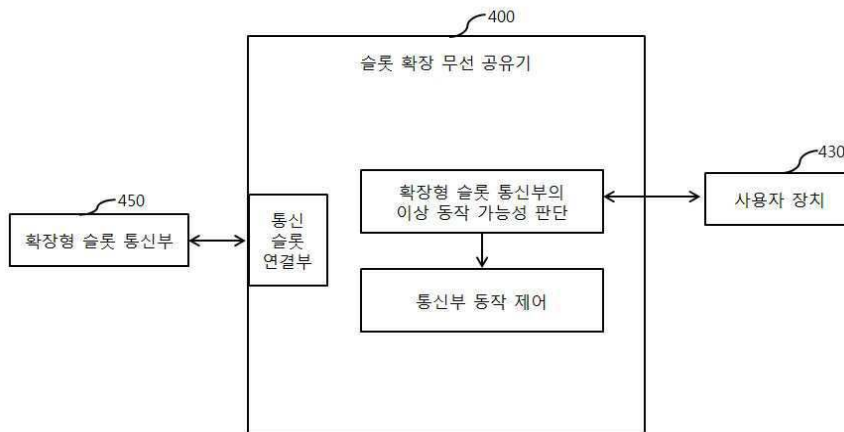 400
슬롯 확장 무선 공유기
430
확장형 슬롯 통신부의
이상 동작 가능성 판단
사용자 장치
450
통신
슬롯
연결부
확장형 슬롯 통신부
통신부 동작 제어